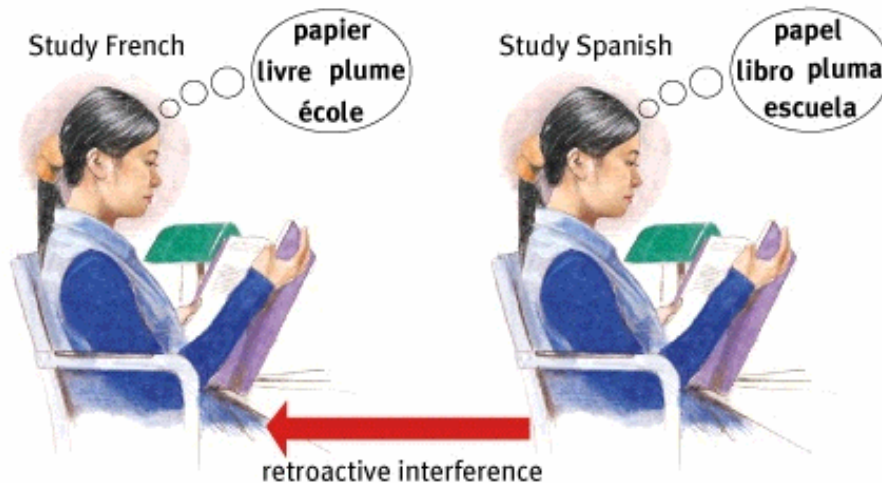 Study French
papier
livre plume
école
Study Spanish
papel
libro pluma
escuela
retroactive interference